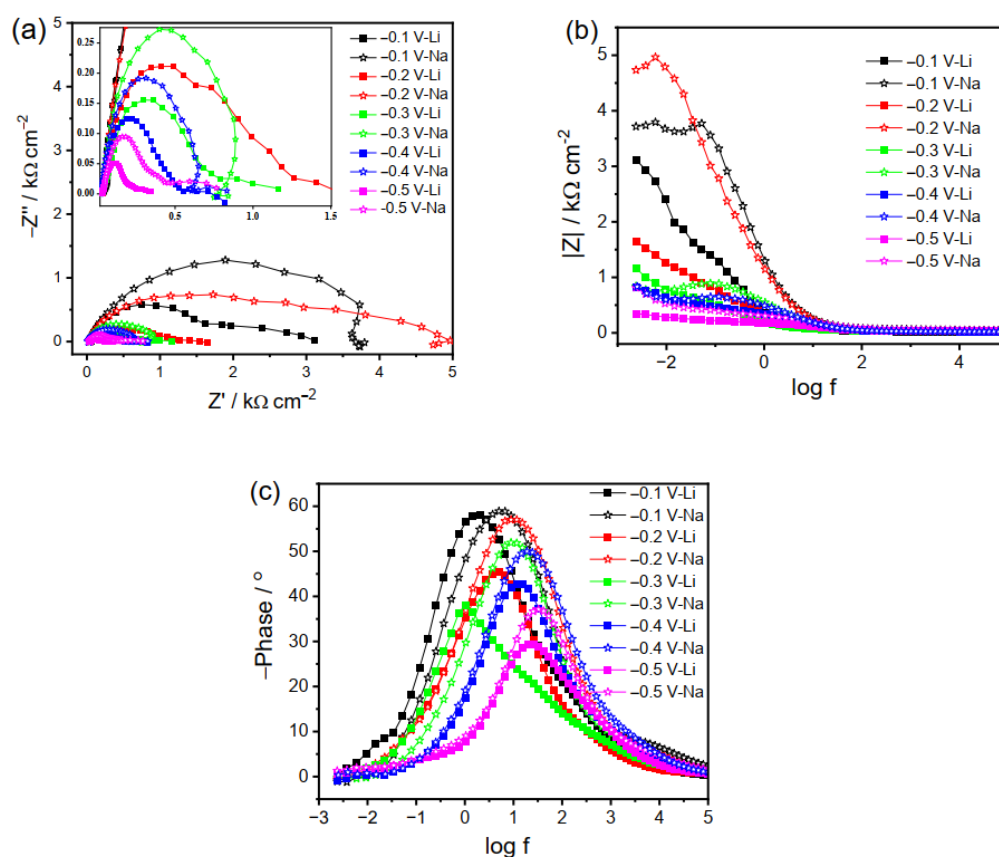 (a)
−Z'' / kΩ cm⁻²
5
-4
-3
-2
-1
0
0.25
0.20
0.15
0.10
0.05
0.00
0.5 1.0 1.5
−0.1 V-Li
−0.1 V-Na
−0.2 V-Li
−0.2 V-Na
−0.3 V-Li
−0.3 V-Na
−0.4 V-Li
−0.4 V-Na
−0.5 V-Li
-0.5 V-Na
0 1 2 3 4 5
Z' / kΩ cm⁻²
(b)
|Z| / kΩ cm⁻²
5
4
3
2
1
0
−0.1 V-Li
−0.1 V-Na
−0.2 V-Li
−0.2 V-Na
−0.3 V-Li
−0.3 V-Na
−0.4 V-Li
−0.4 V-Na
−0.5 V-Li
−0.5 V-Na
−2 0 2 4
log f
(c)
−Phase / °
60
50
40
30
20
10
0
−0.1 V-Li
−0.1 V-Na
−0.2 V-Li
−0.2 V-Na
−0.3 V-Li
−0.3 V-Na
−0.4 V-Li
−0.4 V-Na
−0.5 V-Li
−0.5 V-Na
−3 −2 −1 0 1 2 3 4 5
log f